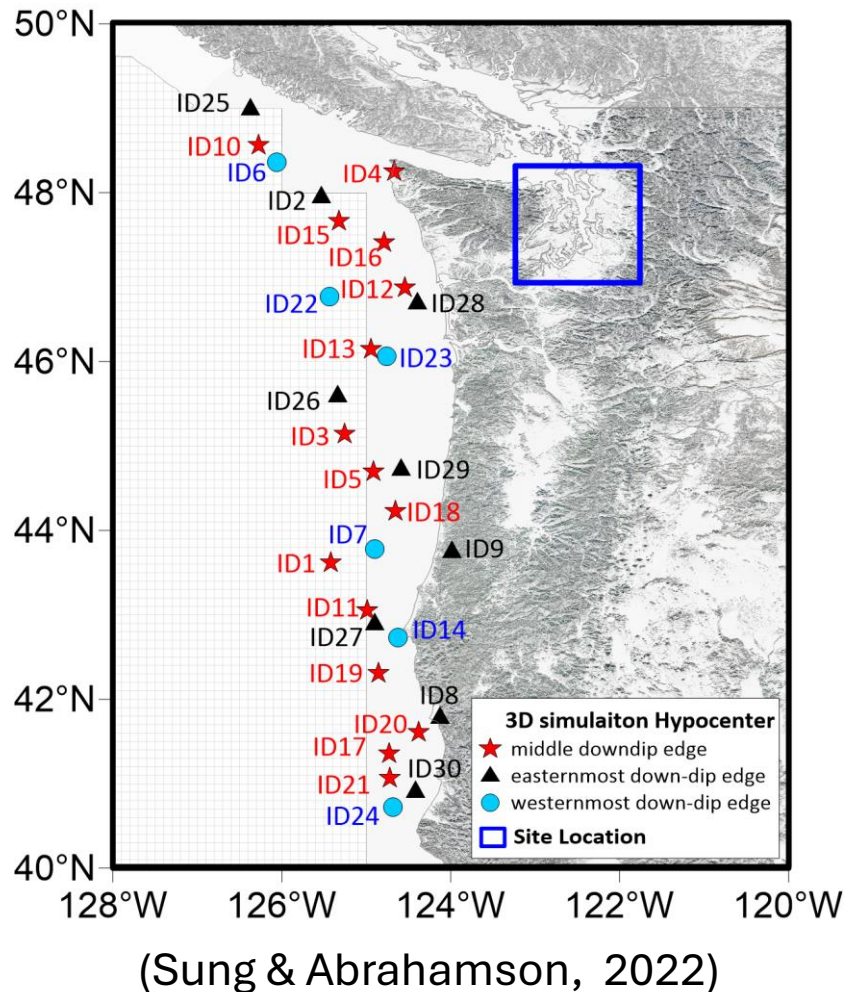 50°N
ID25
ID10
ID6
ID4
48°N
ID2
ID15
ID16
ID12
ID22
ID28
ID13
ID23
46°N
ID26
ID3
ID5
ID29
ID18
44°N
ID7
ID9
ID1
ID11
ID14
ID27
ID19
42°N
ID8
ID20
ID17
ID30
ID21
ID24
3D simulaiton Hypocenter
middle downdip edge
easternmost down-dip edge
westernmost down-dip edge
Site Location
40°N
128°W 126°W 124°W 122°W 120°W
(Sung & Abrahamson, 2022)